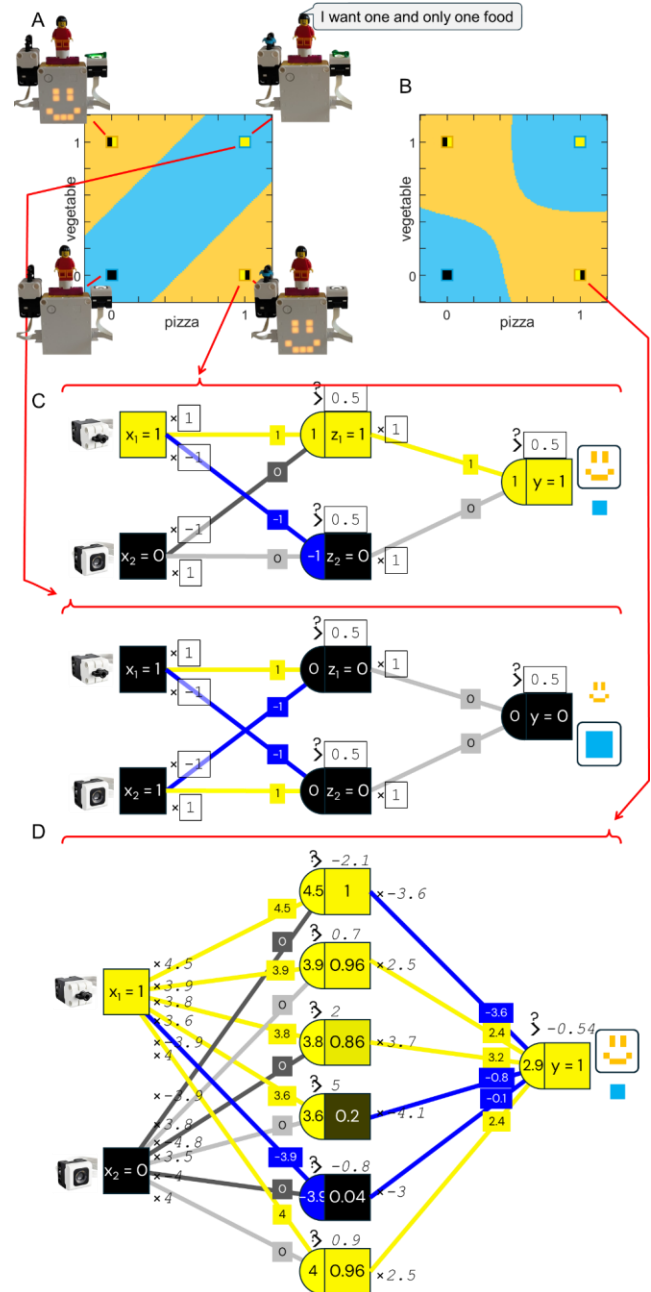 A
I want one and only one food
B
vegetable
1
0
0
1
pizza
vegetable
1
0
0
1
pizza
C
? > 0.5
x₁ = 1
×1
1
1
z₁ = 1
×1
×-1
0
1
? > 0.5
1
y = 1
? > 0.5
×-1
-1
x₂ = 0
0
-1
z₂ = 0
0
×1
×1
? > 0.5
x₁ = 1
×1
1
0
z₁ = 0
×1
×-1
-1
0
? > 0.5
0
y = 0
? > 0.5
×-1
-1
x₂ = 1
1
0
z₂ = 0
0
×1
×1
D
? > -2.1
4.5
1
×-3.6
4.5
0
? > 0.7
×4.5
3.9
3.9
0.96
×2.5
x₁ = 1
×3.9
0
×3.8
? > 2
×3.6
-3.6
×-3.9
3.8
3.8
0.86
×3.7
2.4
? > -0.54
×4
0
3.2
2.9
y = 1
? > 5
-0.8
×-3.9
3.6
3.6
0.2
×-4.1
-0.1
×3.8
0
2.4
×-4.8
-3.9
? > -0.8
x₂ = 0
×3.5
×-4
0
-3.9
0.04
×-3
×4
4
? > 0.9
0
4
0.96
×2.5